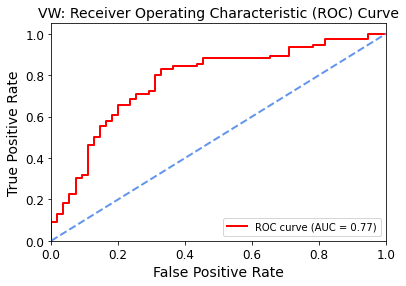 VW: Receiver Operating Characteristic (ROC) Curve
True Positive Rate
1.0
0.8
0.6
0.4
0.2
0.0
ROC curve (AUC = 0.77)
0.0 0.2 0.4 0.6 0.8 1.0
False Positive Rate